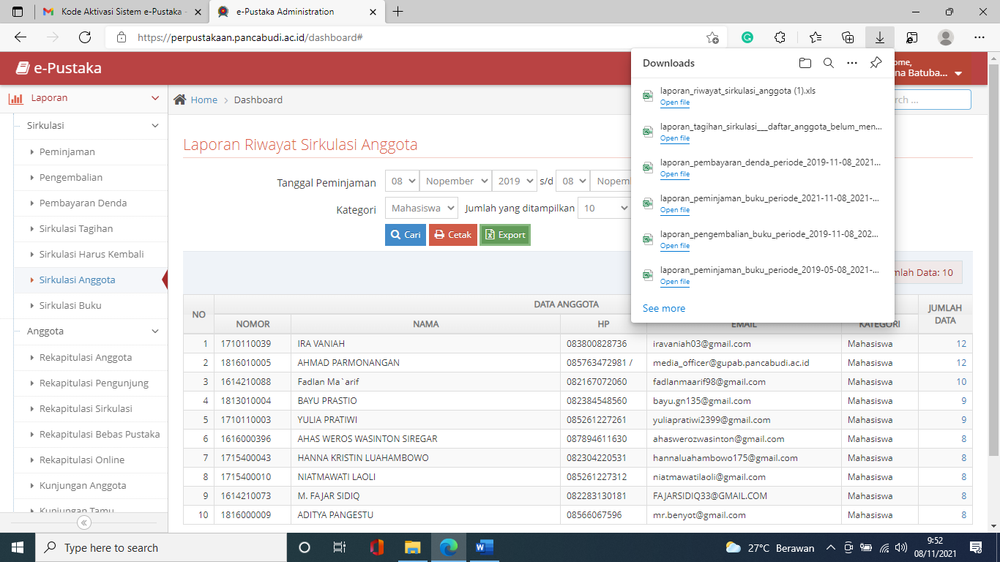 Kode Aktivasi Sistem e-Pustaka -
e-Pustaka Administration
https://perpustakaan.pancabudi.ac.id/dashboard#
e-Pustaka
ome,
na Batuba...
Downloads
laporan_riwayat_sirkulasi_anggota (1).xls
Open file
laporan_tagihan_sirkulasi___daftar_anggota_belum_men...
Open file
laporan_pembayaran_denda_periode_2019-11-08_2021...
Open file
laporan_peminjaman_buku_periode_2021-11-08_2021-...
Open file
laporan_pengembalian_buku_periode_2019-11-08_202...
Open file
laporan_peminjaman_buku_periode_2019-05-08_2021-...
Open file
See more
Laporan
Sirkulasi
Peminjaman
Pengembalian
Pembayaran Denda
Sirkulasi Tagihan
Sirkulasi Harus Kembali
Sirkulasi Anggota
Sirkulasi Buku
Anggota
Rekapitulasi Anggota
Rekapitulasi Pengunjung
Rekapitulasi Sirkulasi
Rekapitulasi Bebas Pustaka
Rekapitulasi Online
Kunjungan Anggota
Kunjungan Tamu
Home > Dashboard
rch ...
Laporan Riwayat Sirkulasi Anggota
Tanggal Peminjaman 08 Nopember 2019 s/d 08 Nopem
Kategori Mahasiswa Jumlah yang ditampilkan 10
Cari Cetak Export
mlah Data: 10
NO DATA ANGGOTA JUMLAH DATA
NOMOR NAMA HP EMAIL KATEGORI
1 1710110039 IRA VANIAH 083800828736 iravaniah03@gmail.com Mahasiswa 12
2 1816010005 AHMAD PARMONANGAN 085763472981 / media_officer@gupab.pancabudi.ac.id Mahasiswa 12
3 1614210088 Fadlan Ma`arif 082167072060 fadlanmaarif98@gmail.com Mahasiswa 10
4 1813010004 BAYU PRASTIO 082384548560 bayu.gn135@gmail.com Mahasiswa 9
5 1710110003 YULIA PRATIWI 085261227261 yuliapratiwi2399@gmail.com Mahasiswa 9
6 1616000396 AHAS WEROS WASINTON SIREGAR 087894611630 ahaswerozwasinton@gmail.com Mahasiswa 8
7 1715400043 HANNA KRISTIN LUAHAMBOWO 082304220531 hannaluahambowo175@gmail.com Mahasiswa 8
8 1715400010 NIATMAWATI LAOLI 085261227312 niatmawatilaoli@gmail.com Mahasiswa 8
9 1614210073 M. FAJAR SIDIQ 082283130181 FAJARSIDIQ33@GMAIL.COM Mahasiswa 8
10 1816000009 ADITYA PANGESTU 08566067596 mr.benyot@gmail.com Mahasiswa 8
Type here to search
27°C Berawan
9:52
08/11/2021